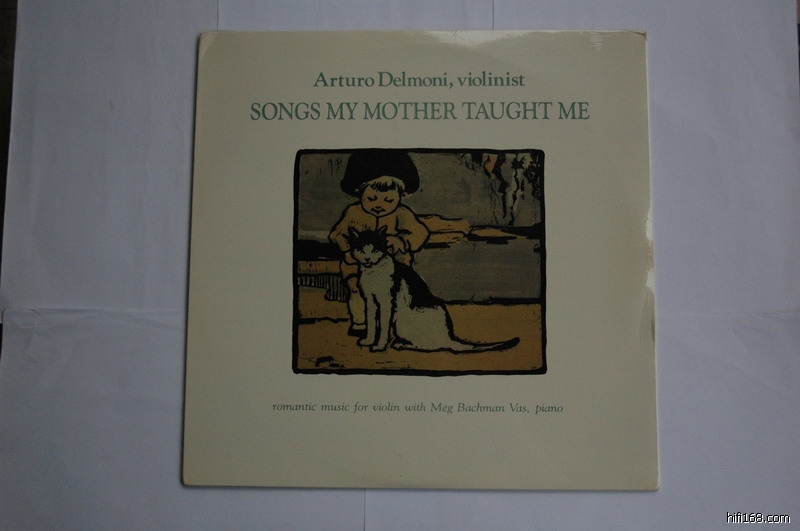 Arturo Delmoni, violinist
SONGS MY MOTHER TAUGHT ME
romantic music for violin with Meg Bachman Vas, piano
hifi168.com